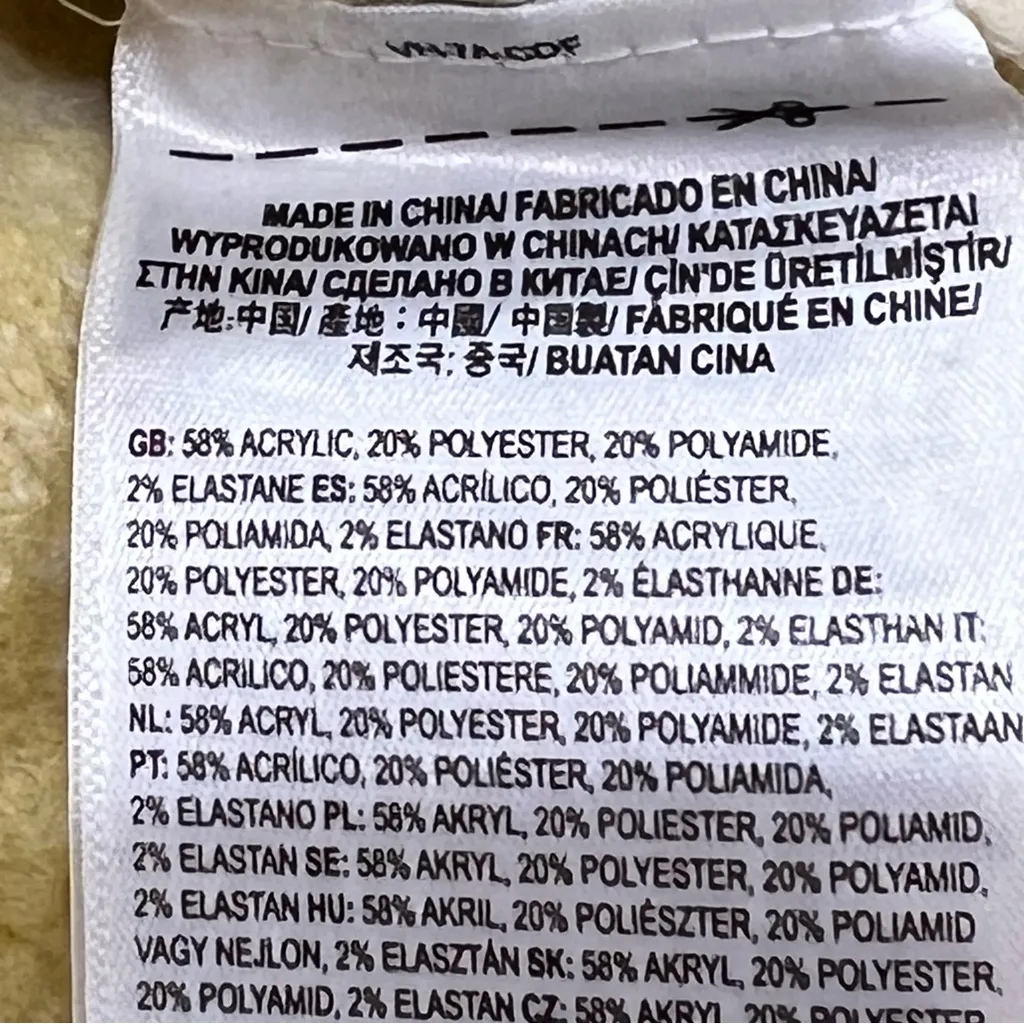 MADE IN CHINA/ FABRICADO EN CHINA/
WYPRODUKOWANO W CHINACH/ ΚΑΤΑΣΚΕΥΑΖΕΤΑΙ
ΣΤΗΝ ΚΙΝΑ/ СДЕЛАНО В КИТАЕ/ ÇİN'DE ÜRETİLMİŞTİR/
产地:中国/ 產地：中國/ 中国製/ FABRIQUÉ EN CHINE/
제조국: 중국/ BUATAN CINA
GB: 58% ACRYLIC, 20% POLYESTER, 20% POLYAMIDE,
2% ELASTANE ES: 58% ACRÍLICO, 20% POLIÉSTER,
20% POLIAMIDA, 2% ELASTANO FR: 58% ACRYLIQUE,
20% POLYESTER, 20% POLYAMIDE, 2% ÉLASTHANNE DE:
58% ACRYL, 20% POLYESTER, 20% POLYAMID, 2% ELASTHAN IT:
58% ACRILICO, 20% POLIESTERE, 20% POLIAMMIDE, 2% ELASTAN
NL: 58% ACRYL, 20% POLYESTER, 20% POLYAMIDE, 2% ELASTAAN
PT: 58% ACRÍLICO, 20% POLIÉSTER, 20% POLIAMIDA,
2% ELASTANO PL: 58% AKRYL, 20% POLIESTER, 20% POLIAMID,
2% ELASTAN SE: 58% AKRYL, 20% POLYESTER, 20% POLYAMID,
2% ELASTAN HU: 58% AKRIL, 20% POLIÉSZTER, 20% POLIAMID
VAGY NEJLON, 2% ELASZTÁN SK: 58% AKRYL, 20% POLYESTER,
20% POLYAMID, 2% ELASTAN CZ: 58% AKRYL, 20% POLYESTER,